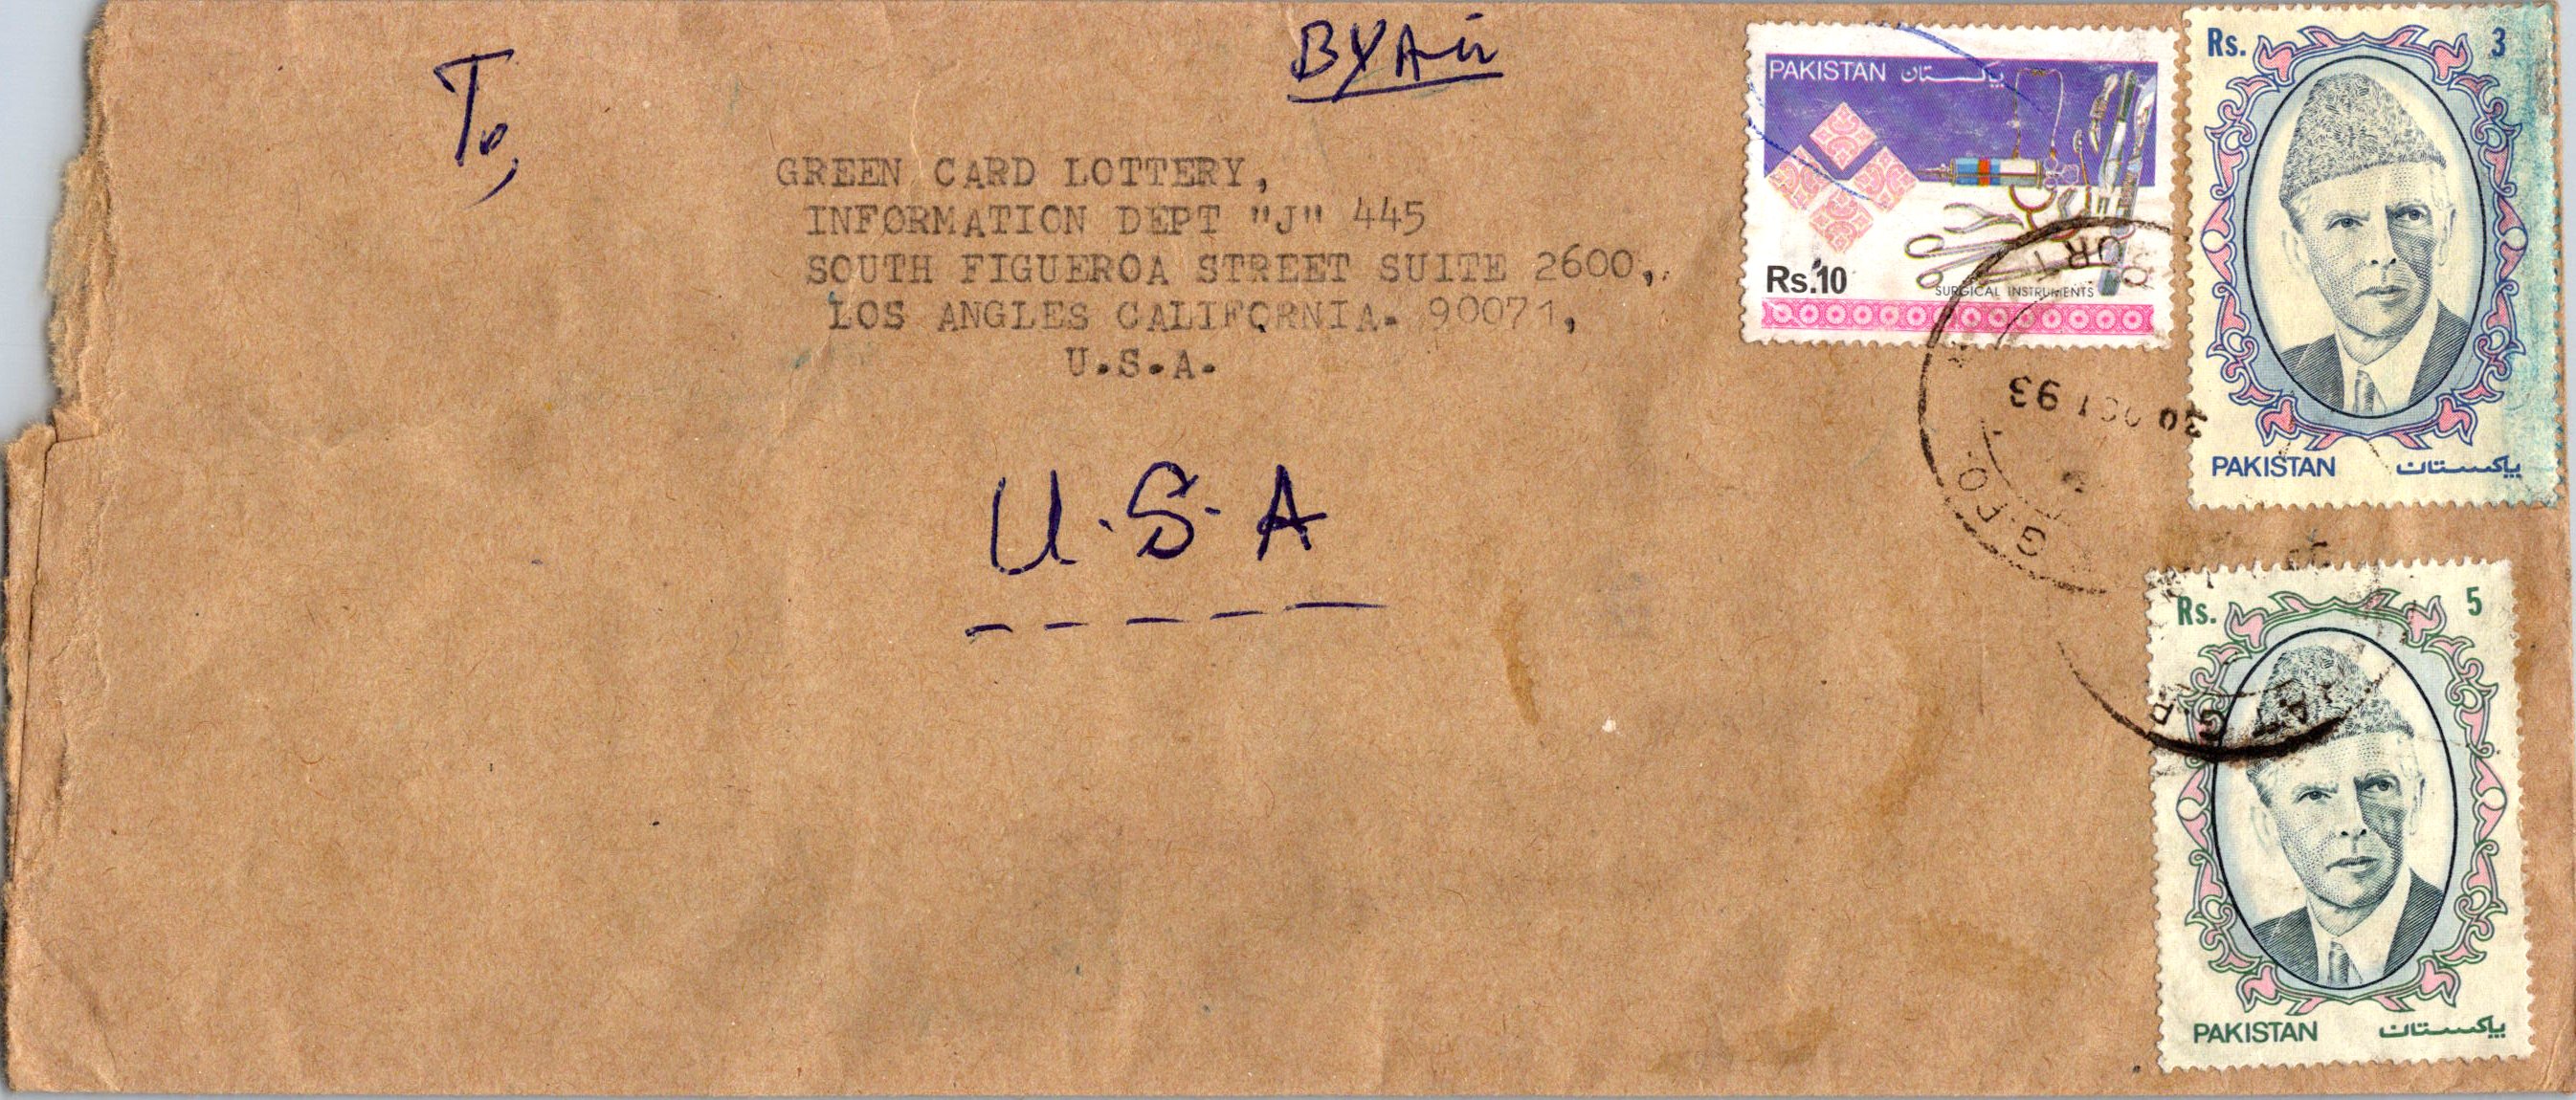 BY Air
To,
GREEN CARD LOTTERY,
INFORMATION DEPT "J" 445
SOUTH FIGUEROA STREET SUITE 2600,
LOS ANGLES CALIFORNIA. 90071,
U.S.A.
U.S.A
PAKISTAN پاکستان
Rs.10
SURGICAL INSTRUMENTS
Rs. 3
PAKISTAN پاکستان
30 OCT 93
G.P.O.
Rs. 5
PAKISTAN پاکستان